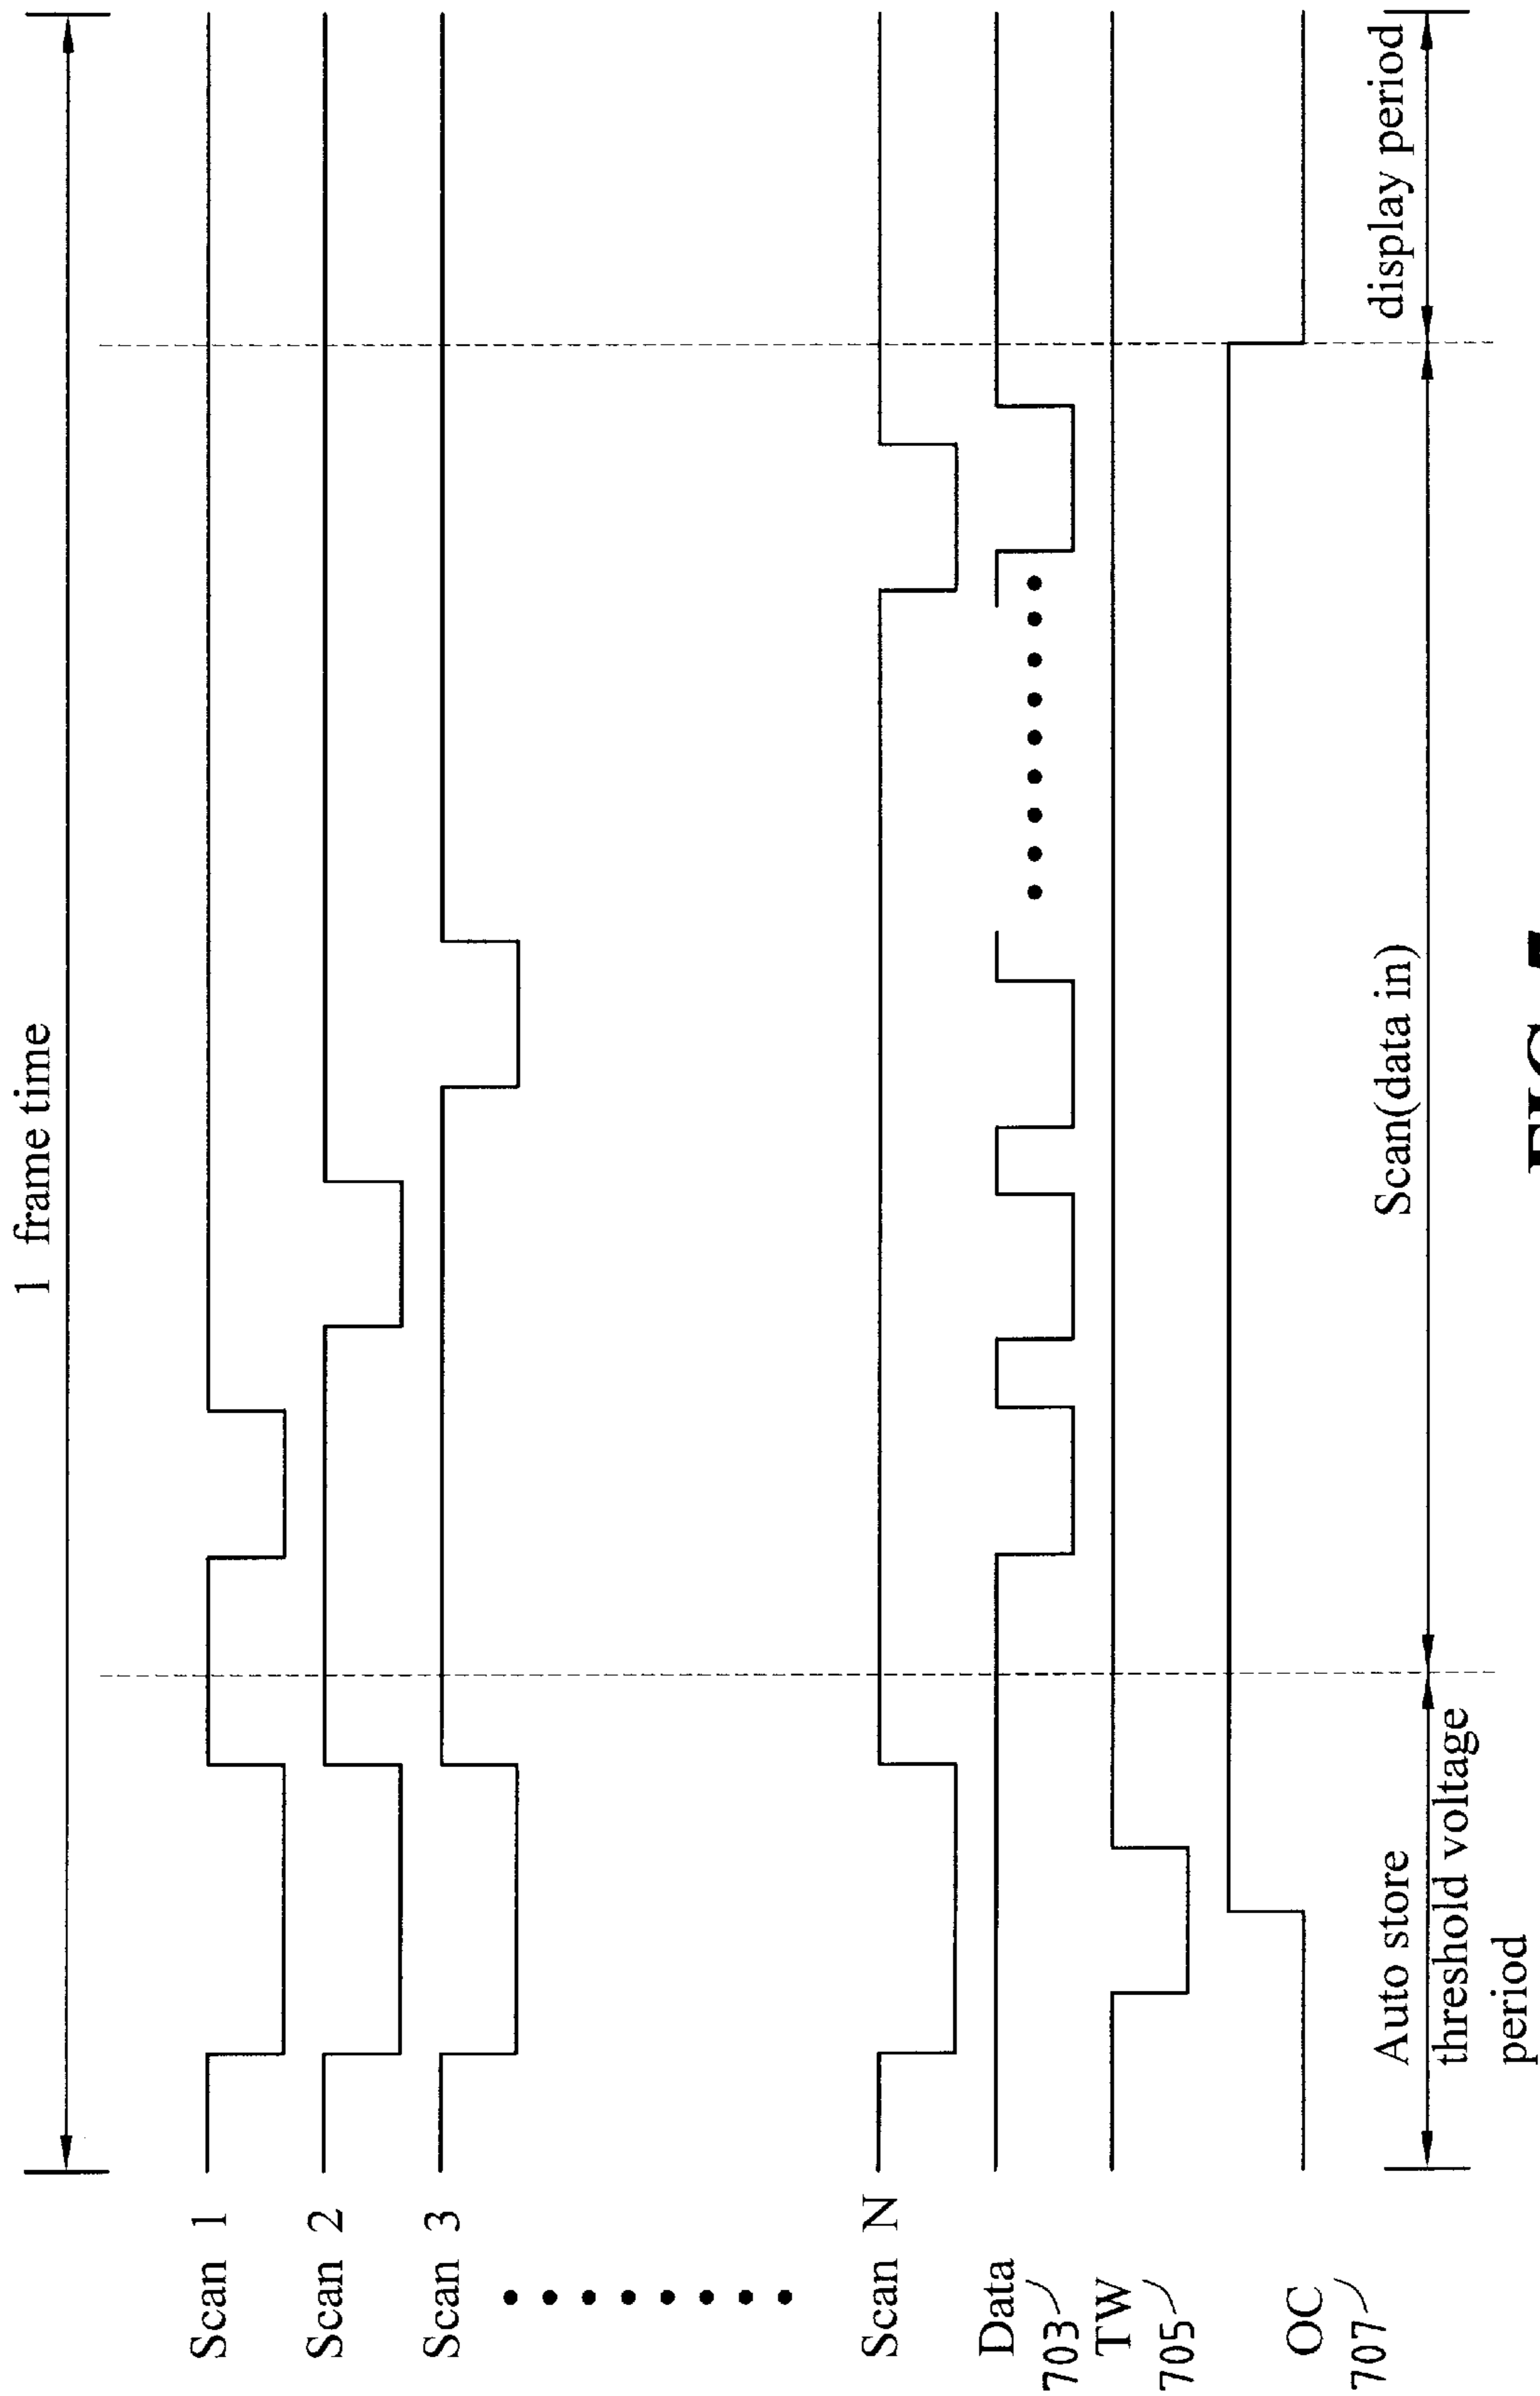 1 frame time
Scan 1
Scan 2
Scan 3
Scan N
Data
703
TW
705
OC
707
Auto store
threshold voltage
period
Scan(data in)
display period